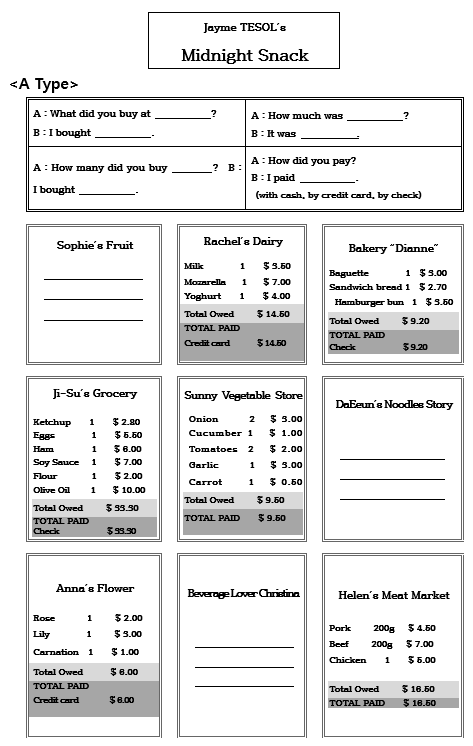 Jayme TESOL's
Midnight Snack
<A Type>
A : What did you buy at __________?
B : I bought __________.
A : How much was __________?
B : It was __________.
A : How many did you buy _______? B :
I bought __________.
A : How did you pay?
B : I paid __________.
(with cash, by credit card, by check)
Sophie's Fruit
Rachel's Dairy
Milk 1 $ 3.50
Mozarella 1 $ 7.00
Yoghurt 1 $ 4.00
Total Owed $ 14.50
TOTAL PAID
Credit card $ 14.50
Bakery "Dianne"
Baguette 1 $ 3.00
Sandwich bread 1 $ 2.70
Hamburger bun 1 $ 3.50
Total Owed $ 9.20
TOTAL PAID
Check $ 9.20
Ji-Su's Grocery
Ketchup 1 $ 2.80
Eggs 1 $ 5.50
Ham 1 $ 6.00
Soy Sauce 1 $ 7.00
Flour 1 $ 2.00
Olive Oil 1 $ 10.00
Total Owed $ 33.30
TOTAL PAID
Check $ 33.30
Sunny Vegetable Store
Onion 2 $ 3.00
Cucumber 1 $ 1.00
Tomatoes 2 $ 2.00
Garlic 1 $ 3.00
Carrot 1 $ 0.50
Total Owed $ 9.50
TOTAL PAID $ 9.50
DaEeun's Noodles Story
Anna's Flower
Rose 1 $ 2.00
Lily 1 $ 3.00
Carnation 1 $ 1.00
Total Owed $ 6.00
TOTAL PAID
Credit card $ 6.00
Beverage Lover Christina
Helen's Meat Market
Pork 200g $ 4.50
Beef 200g $ 7.00
Chicken 1 $ 5.00
Total Owed $ 16.50
TOTAL PAID $ 16.50